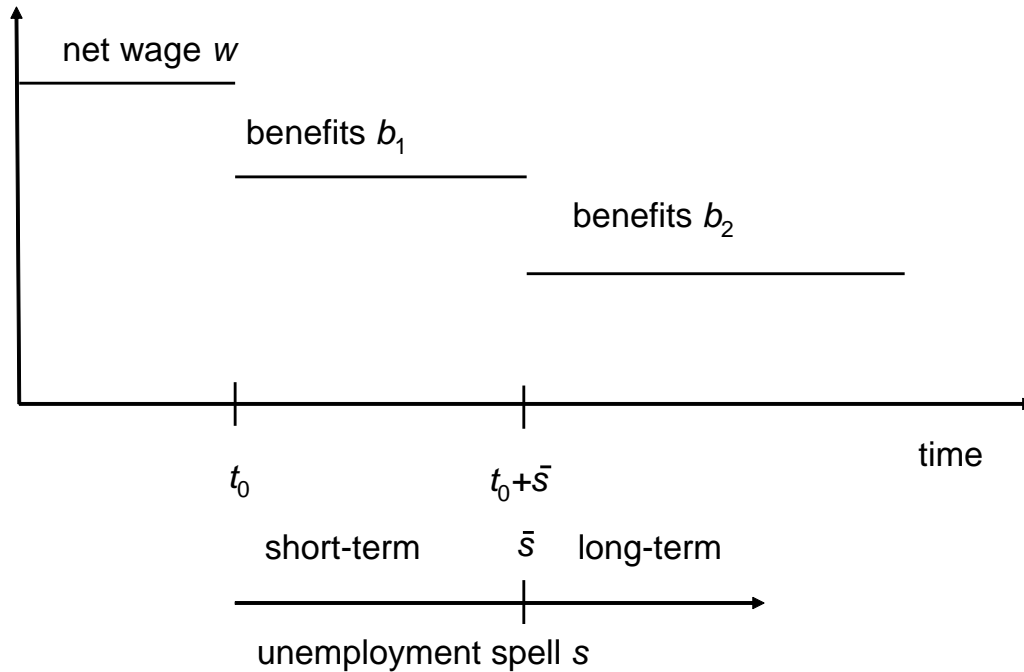 net wage w
benefits b₁
benefits b₂
time
t₀ t₀+s̄
short-term s̄ long-term
unemployment spell s